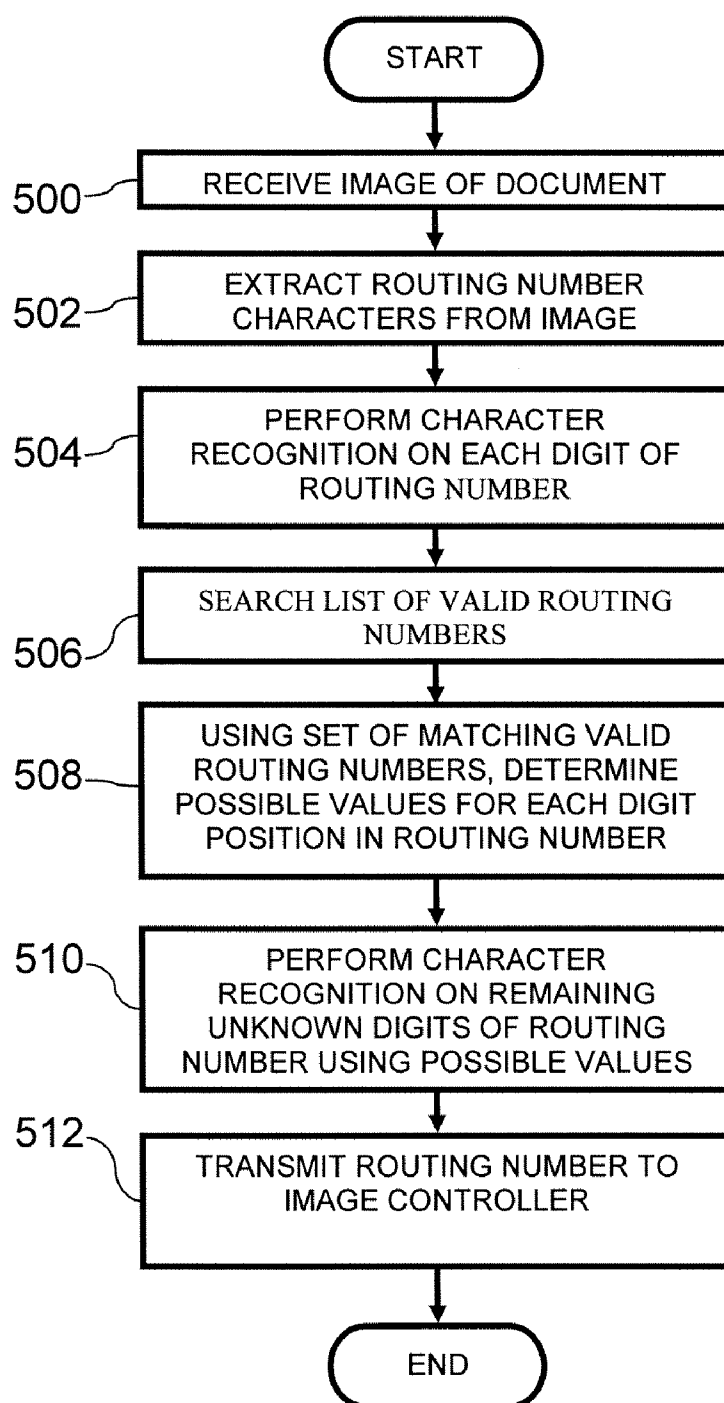 START
500
RECEIVE IMAGE OF DOCUMENT
502
EXTRACT ROUTING NUMBER
CHARACTERS FROM IMAGE
504
PERFORM CHARACTER
RECOGNITION ON EACH DIGIT OF
ROUTING NUMBER
506
SEARCH LIST OF VALID ROUTING
NUMBERS
508
USING SET OF MATCHING VALID
ROUTING NUMBERS, DETERMINE
POSSIBLE VALUES FOR EACH DIGIT
POSITION IN ROUTING NUMBER
510
PERFORM CHARACTER
RECOGNITION ON REMAINING
UNKNOWN DIGITS OF ROUTING
NUMBER USING POSSIBLE VALUES
512
TRANSMIT ROUTING NUMBER TO
IMAGE CONTROLLER
END